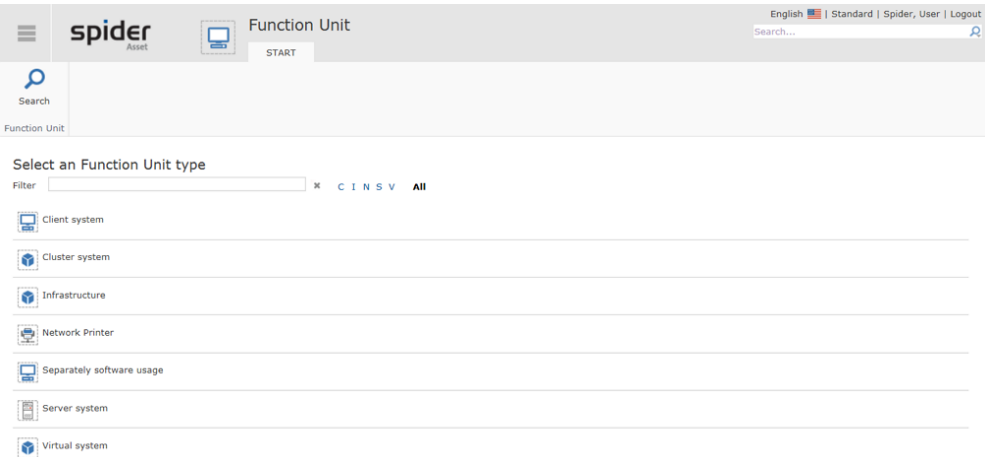 English | Standard | Spider, User | Logout
spider
Asset
Function Unit
Search...
START
Search
Function Unit
Select an Function Unit type
Filter C I N S V All
Client system
Cluster system
Infrastructure
Network Printer
Separately software usage
Server system
Virtual system